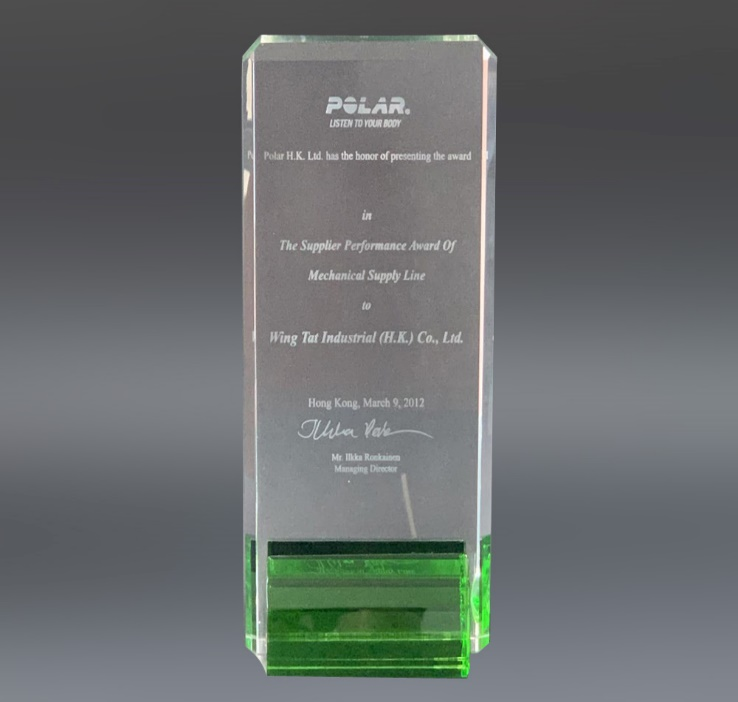 POLAR.
LISTEN TO YOUR BODY
Polar H.K. Ltd. has the honor of presenting the award
in
The Supplier Performance Award Of
Mechanical Supply Line
to
Wing Tat Industrial (H.K.) Co., Ltd.
Hong Kong, March 9, 2012
Mr. Ilkka Ronkainen
Managing Director